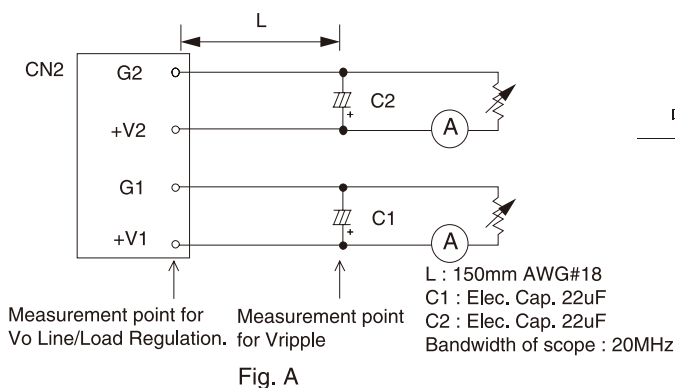 L
CN2
G2
C2
A
+V2
G1
C1
A
+V1
L : 150mm AWG#18
C1 : Elec. Cap. 22uF
C2 : Elec. Cap. 22uF
Bandwidth of scope : 20MHz
Measurement point for
Vo Line/Load Regulation.
Measurement point
for Vripple
Fig. A